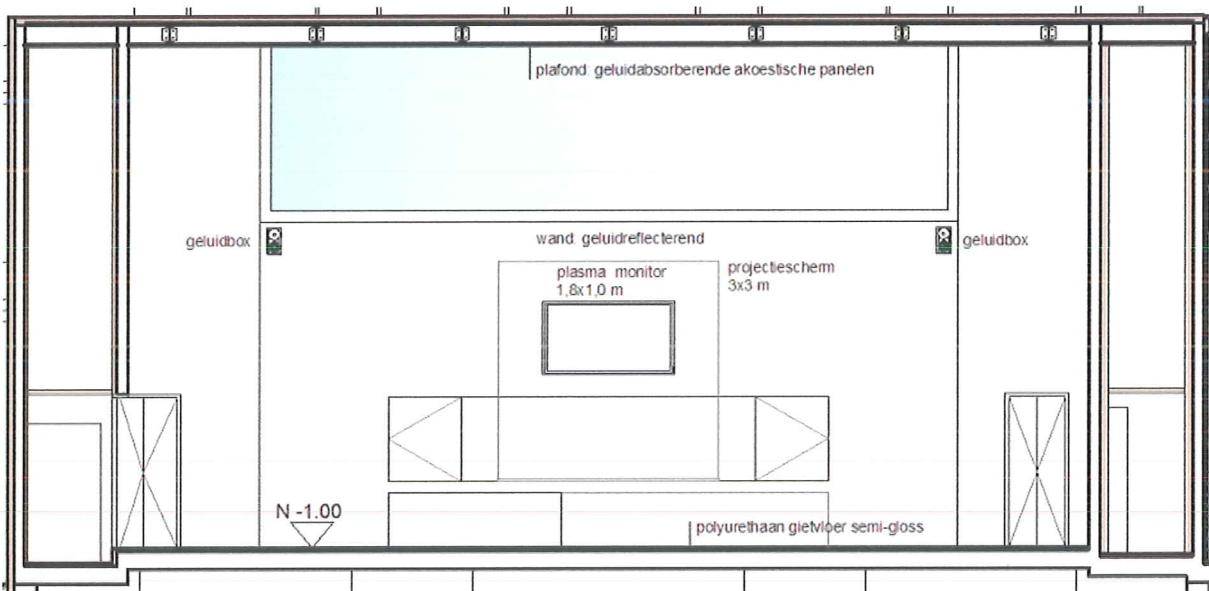 plafond: geluidabsorberende akoestische panelen
geluidbox
wand: geluidreflecterend
geluidbox
plasma monitor
1,8x1,0 m
projectiescherm
3x3 m
N -1.00
polyurethaan gietvloer semi-gloss